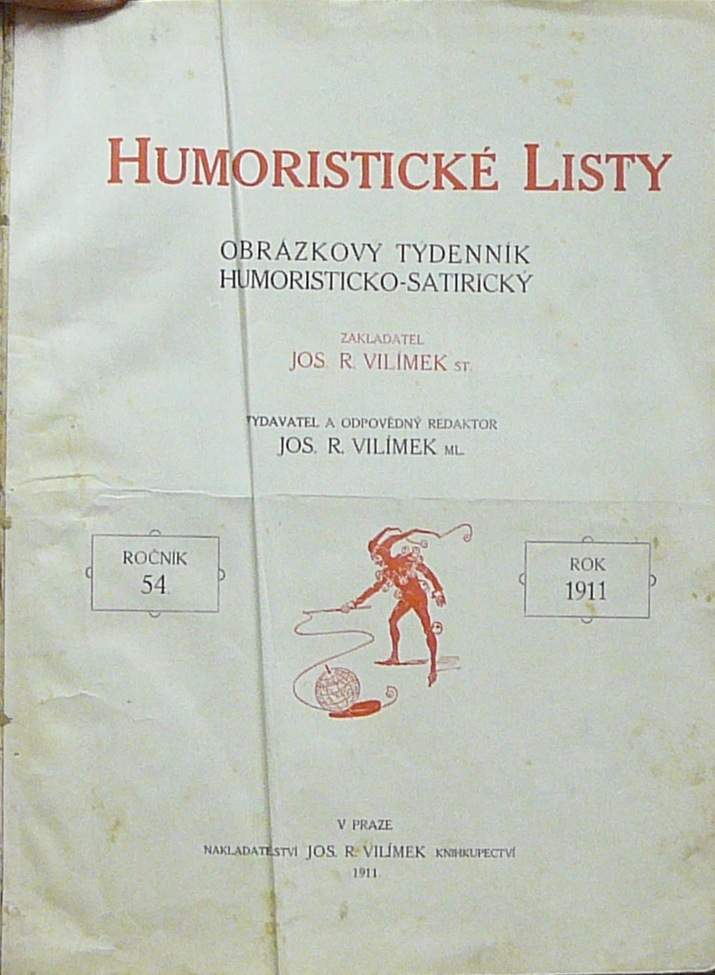 HUMORISTICKÉ LISTY
OBRÁZKOVÝ TÝDENNÍK
HUMORISTICKO-SATIRICKÝ
ZAKLADATEL
JOS. R. VILÍMEK ST.
VYDAVATEL A ODPOVĚDNÝ REDAKTOR
JOS. R. VILÍMEK ML.
ROČNÍK
54.
ROK
1911
V PRAZE
NAKLADATELSTVÍ JOS. R. VILÍMEK KNIHKUPECTVÍ
1911.